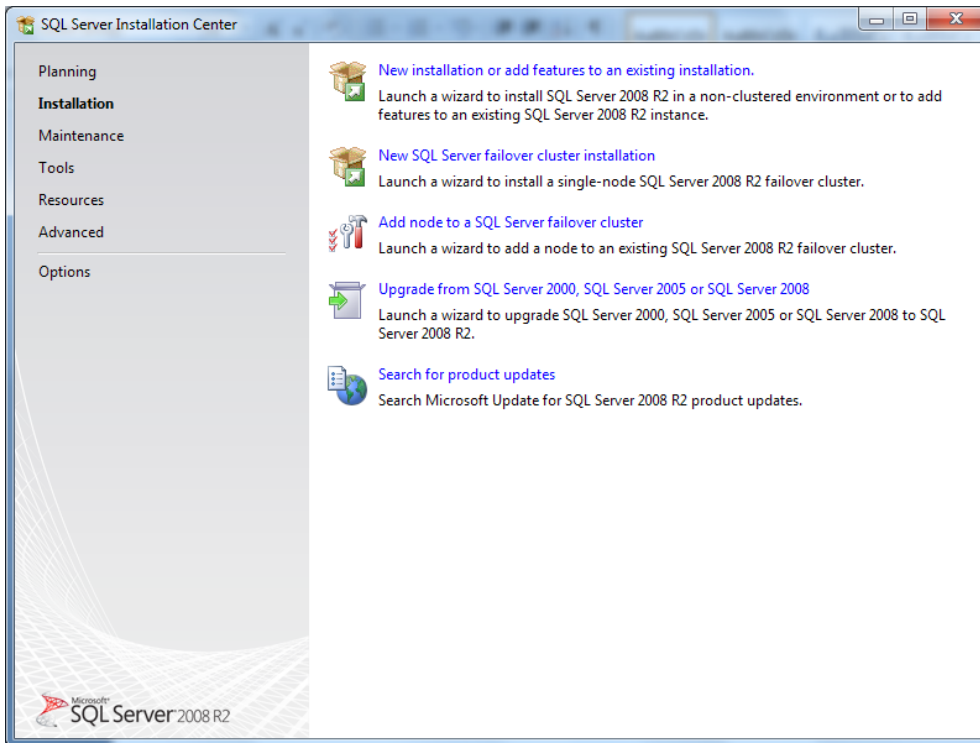 SQL Server Installation Center
Planning
Installation
Maintenance
Tools
Resources
Advanced
Options
New installation or add features to an existing installation.
Launch a wizard to install SQL Server 2008 R2 in a non-clustered environment or to add
features to an existing SQL Server 2008 R2 instance.
New SQL Server failover cluster installation
Launch a wizard to install a single-node SQL Server 2008 R2 failover cluster.
Add node to a SQL Server failover cluster
Launch a wizard to add a node to an existing SQL Server 2008 R2 failover cluster.
Upgrade from SQL Server 2000, SQL Server 2005 or SQL Server 2008
Launch a wizard to upgrade SQL Server 2000, SQL Server 2005 or SQL Server 2008 to SQL
Server 2008 R2.
Search for product updates
Search Microsoft Update for SQL Server 2008 R2 product updates.
Microsoft®
SQL Server 2008 R2